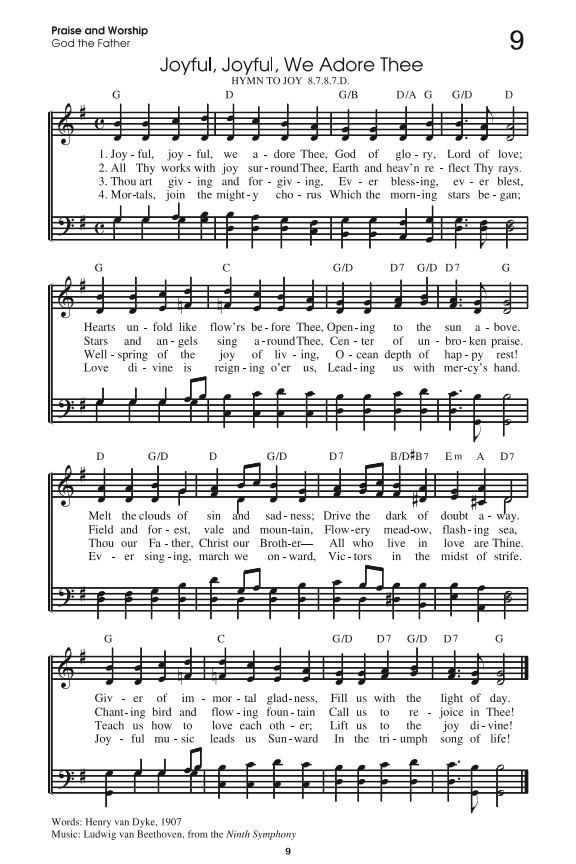 Praise and Worship
God the Father
9
Joyful, Joyful, We Adore Thee
HYMN TO JOY 8.7.8.7.D.
G D G/B D/A G G/D D
1. Joy - ful, joy - ful, we a - dore Thee, God of glo - ry, Lord of love;
2. All Thy works with joy sur - round Thee, Earth and heav'n re - flect Thy rays.
3. Thou art giv - ing and for - giv - ing, Ev - er bless - ing, ev - er blest,
4. Mor - tals, join the might - y cho - rus Which the morn - ing stars be - gan;
G C G/D D7 G/D D7 G
Hearts un - fold like flow'rs be - fore Thee, Open - ing to the sun a - bove.
Stars and an - gels sing a - round Thee, Cen - ter of un - bro - ken praise.
Well - spring of the joy of liv - ing, O - cean depth of hap - py rest!
Love di - vine is reign - ing o'er us, Lead - ing us with mer - cy's hand.
D G/D D G/D D7 B/D♯ B7 Em A D7
Melt the clouds of sin and sad - ness; Drive the dark of doubt a - way.
Field and for - est, vale and moun - tain, Flow - ery mead - ow, flash - ing sea,
Thou our Fa - ther, Christ our Broth - er— All who live in love are Thine.
Ev - er sing - ing, march we on - ward, Vic - tors in the midst of strife.
G C G/D D7 G/D D7 G
Giv - er of im - mor - tal glad - ness, Fill us with the light of day.
Chant - ing bird and flow - ing foun - tain Call us to re - joice in Thee!
Teach us how to love each oth - er; Lift us to the joy di - vine!
Joy - ful mu - sic leads us Sun - ward In the tri - umph song of life!
Words: Henry van Dyke, 1907
Music: Ludwig van Beethoven, from the Ninth Symphony
9